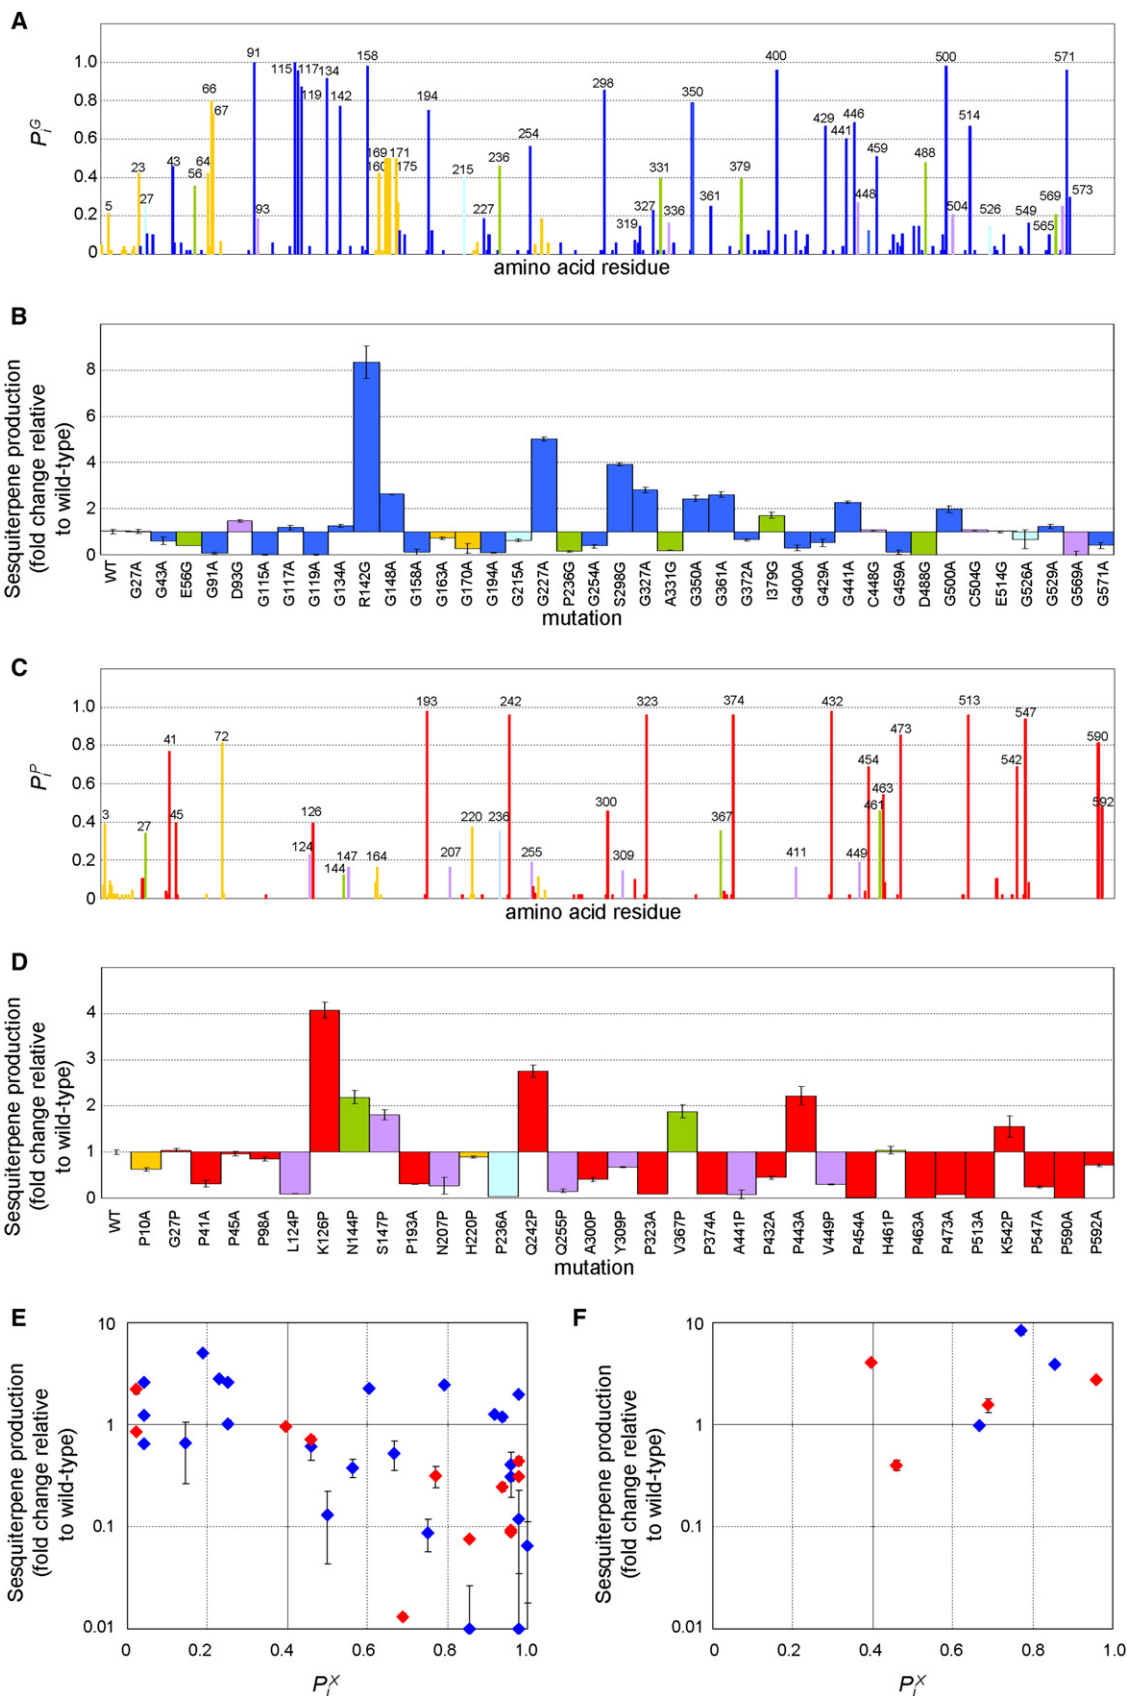 A
P_i^G
1.0
0.8
0.6
0.4
0.2
0
5
23
27
43
56
64
66
67
91
93
115
117
119
134
142
158
169
160
171
175
194
215
227
236
254
298
319
327
331
336
350
361
379
400
429
441
446
448
459
488
500
504
514
526
549
565
569
571
573
amino acid residue
B
Sesquiterpene production
(fold change relative
to wild-type)
8
6
4
2
0
WT
G27A
G43A
E56G
G91A
D93G
G115A
G117A
G119A
G134A
R142G
G148A
G158A
G163A
G170A
G194A
G215A
G227A
P236G
G254A
S298G
G327A
A331G
G350A
G361A
G372A
I379G
G400A
G429A
G441A
C448G
G459A
D488G
G500A
C504G
E514G
G526A
G529A
G569A
G571A
mutation
C
P_i^P
1.0
0.8
0.6
0.4
0.2
0
3
27
41
45
72
124
126
144
147
164
193
207
220
236
242
255
300
309
323
367
374
411
432
449
454
461
463
473
513
542
547
590
592
amino acid residue
D
Sesquiterpene production
(fold change relative
to wild-type)
4
3
2
1
0
WT
P10A
G27P
P41A
P45A
P98A
L124P
K126P
N144P
S147P
P193A
N207P
H220P
P236A
Q242P
Q255P
A300P
Y309P
P323A
V367P
P374A
A441P
P432A
P443A
V449P
P454A
H461P
P463A
P473A
P513A
K542P
P547A
P590A
P592A
mutation
E
Sesquiterpene production
(fold change relative
to wild-type)
10
1
0.1
0.01
0
0.2
0.4
0.6
0.8
1.0
P_i^X
F
Sesquiterpene production
(fold change relative
to wild-type)
10
1
0.1
0.01
0
0.2
0.4
0.6
0.8
1.0
P_i^X